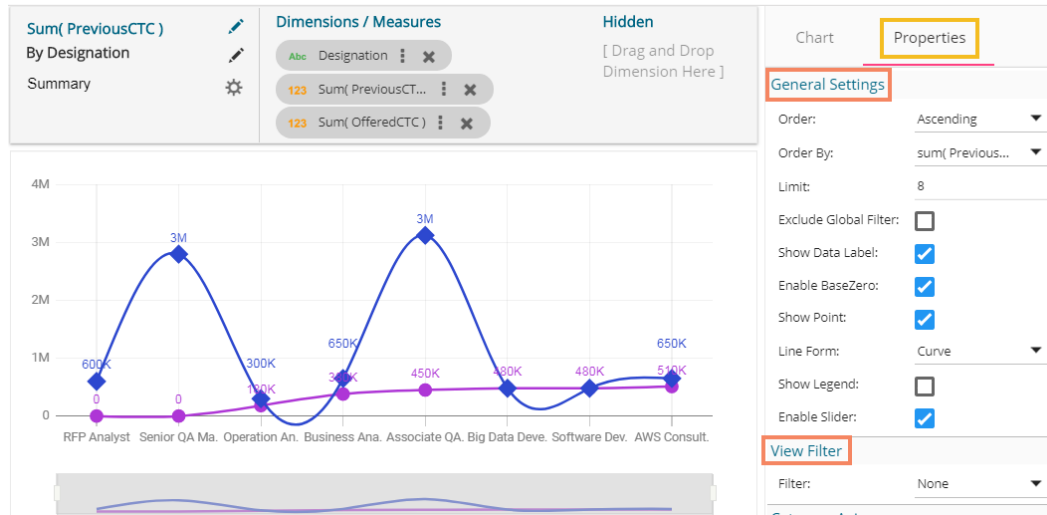 Sum( PreviousCTC )
By Designation
Summary
Dimensions / Measures
Abc Designation
123 Sum( PreviousCT...
123 Sum( OfferedCTC )
Hidden
[ Drag and Drop
Dimension Here ]
Chart
Properties
General Settings
Order: Ascending
Order By: sum( Previous...
Limit: 8
Exclude Global Filter:
Show Data Label:
Enable BaseZero:
Show Point:
Line Form: Curve
Show Legend:
Enable Slider:
View Filter
Filter: None
4M
3M
2M
1M
0
600K
3M
300K
650K
3M
650K
0
0
450K
480K
480K
510K
RFP Analyst
Senior QA Ma.
Operation An.
Business Ana.
Associate QA.
Big Data Deve.
Software Dev.
AWS Consult.